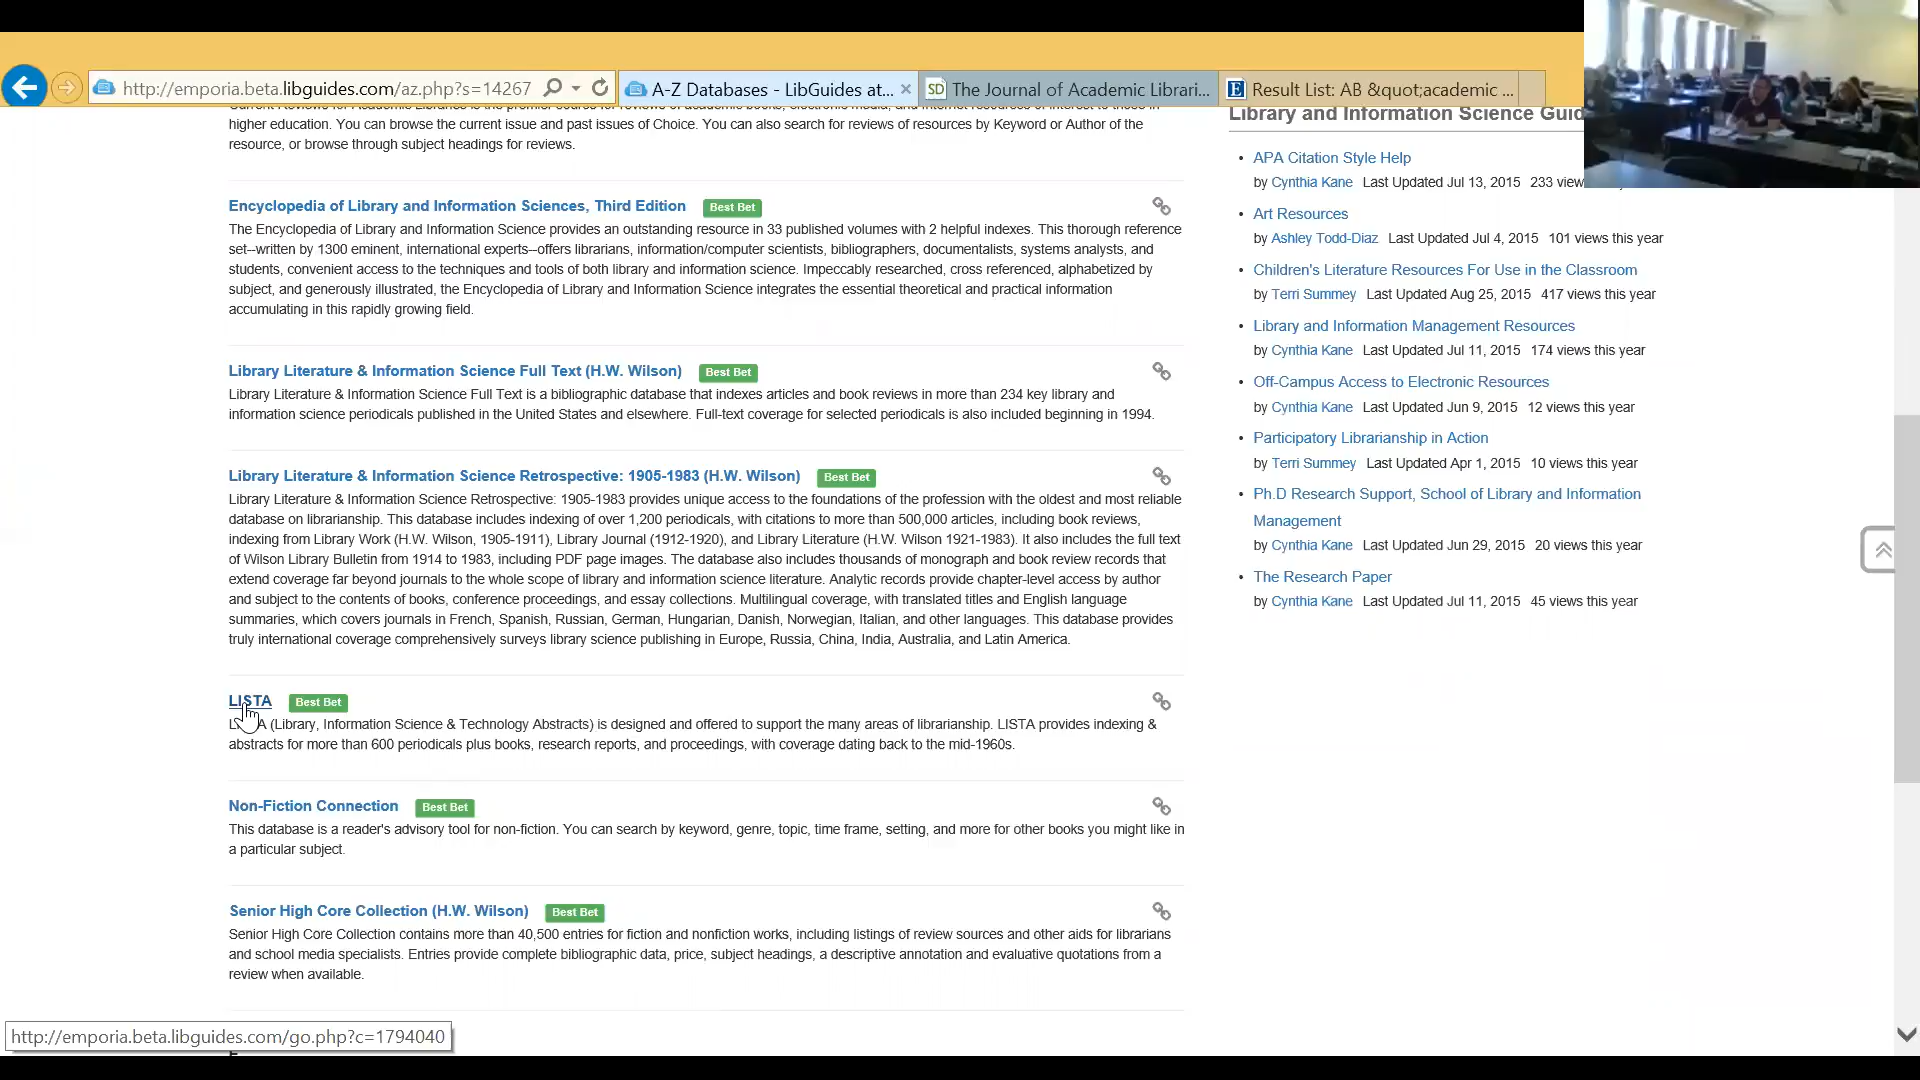 http://emporia.beta.libguides.com/az.php?s=14267
A-Z Databases - LibGuides at...
The Journal of Academic Librari...
Result List: AB &quot;academic ...
higher education. You can browse the current issue and past issues of Choice. You can also search for reviews of resources by Keyword or Author of the
resource, or browse through subject headings for reviews.
Encyclopedia of Library and Information Sciences, Third Edition Best Bet
The Encyclopedia of Library and Information Science provides an outstanding resource in 33 published volumes with 2 helpful indexes. This thorough reference
set--written by 1300 eminent, international experts--offers librarians, information/computer scientists, bibliographers, documentalists, systems analysts, and
students, convenient access to the techniques and tools of both library and information science. Impeccably researched, cross referenced, alphabetized by
subject, and generously illustrated, the Encyclopedia of Library and Information Science integrates the essential theoretical and practical information
accumulating in this rapidly growing field.
Library Literature & Information Science Full Text (H.W. Wilson) Best Bet
Library Literature & Information Science Full Text is a bibliographic database that indexes articles and book reviews in more than 234 key library and
information science periodicals published in the United States and elsewhere. Full-text coverage for selected periodicals is also included beginning in 1994.
Library Literature & Information Science Retrospective: 1905-1983 (H.W. Wilson) Best Bet
Library Literature & Information Science Retrospective: 1905-1983 provides unique access to the foundations of the profession with the oldest and most reliable
database on librarianship. This database includes indexing of over 1,200 periodicals, with citations to more than 500,000 articles, including book reviews,
indexing from Library Work (H.W. Wilson, 1905-1911), Library Journal (1912-1920), and Library Literature (H.W. Wilson 1921-1983). It also includes the full text
of Wilson Library Bulletin from 1914 to 1983, including PDF page images. The database also includes thousands of monograph and book review records that
extend coverage far beyond journals to the whole scope of library and information science literature. Analytic records provide chapter-level access by author
and subject to the contents of books, conference proceedings, and essay collections. Multilingual coverage, with translated titles and English language
summaries, which covers journals in French, Spanish, Russian, German, Hungarian, Danish, Norwegian, Italian, and other languages. This database provides
truly international coverage comprehensively surveys library science publishing in Europe, Russia, China, India, Australia, and Latin America.
LISTA Best Bet
(Library, Information Science & Technology Abstracts) is designed and offered to support the many areas of librarianship. LISTA provides indexing &
abstracts for more than 600 periodicals plus books, research reports, and proceedings, with coverage dating back to the mid-1960s.
Non-Fiction Connection Best Bet
This database is a reader's advisory tool for non-fiction. You can search by keyword, genre, topic, time frame, setting, and more for other books you might like in
a particular subject.
Senior High Core Collection (H.W. Wilson) Best Bet
Senior High Core Collection contains more than 40,500 entries for fiction and nonfiction works, including listings of review sources and other aids for librarians
and school media specialists. Entries provide complete bibliographic data, price, subject headings, a descriptive annotation and evaluative quotations from a
review when available.
http://emporia.beta.libguides.com/go.php?c=1794040
Library and Information Science Guid
APA Citation Style Help
by Cynthia Kane Last Updated Jul 13, 2015 233 view
Art Resources
by Ashley Todd-Diaz Last Updated Jul 4, 2015 101 views this year
Children's Literature Resources For Use in the Classroom
by Terri Summey Last Updated Aug 25, 2015 417 views this year
Library and Information Management Resources
by Cynthia Kane Last Updated Jul 11, 2015 174 views this year
Off-Campus Access to Electronic Resources
by Cynthia Kane Last Updated Jun 9, 2015 12 views this year
Participatory Librarianship in Action
by Terri Summey Last Updated Apr 1, 2015 10 views this year
Ph.D Research Support, School of Library and Information
Management
by Cynthia Kane Last Updated Jun 29, 2015 20 views this year
The Research Paper
by Cynthia Kane Last Updated Jul 11, 2015 45 views this year